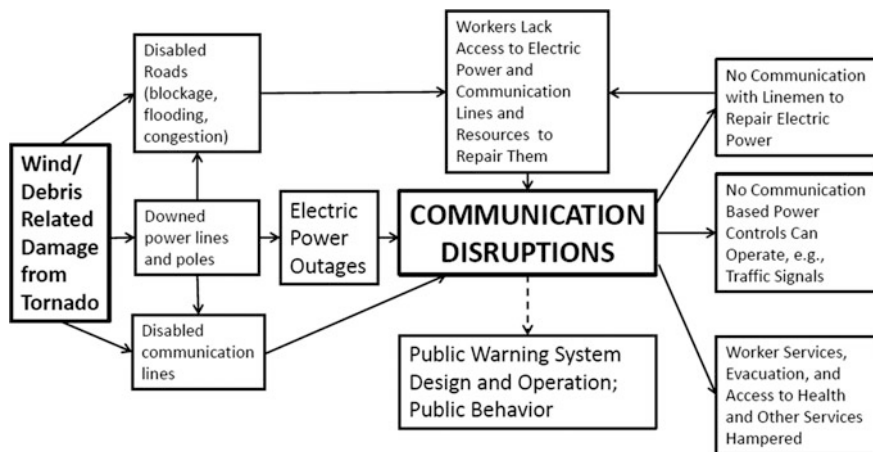 Disabled
Roads
(blockage,
flooding,
congestion)
Workers Lack
Access to Electric
Power and
Communication
Lines and
Resources to
Repair Them
No Communication
with Linemen to
Repair Electric
Power
Wind/
Debris
Related
Damage
from
Tornado
Downed
power lines
and poles
Electric
Power
Outages
COMMUNICATION
DISRUPTIONS
No Communication
Based Power
Controls Can
Operate, e.g.,
Traffic Signals
Disabled
communication
lines
Public Warning System
Design and Operation;
Public Behavior
Worker Services,
Evacuation, and
Access to Health
and Other Services
Hampered